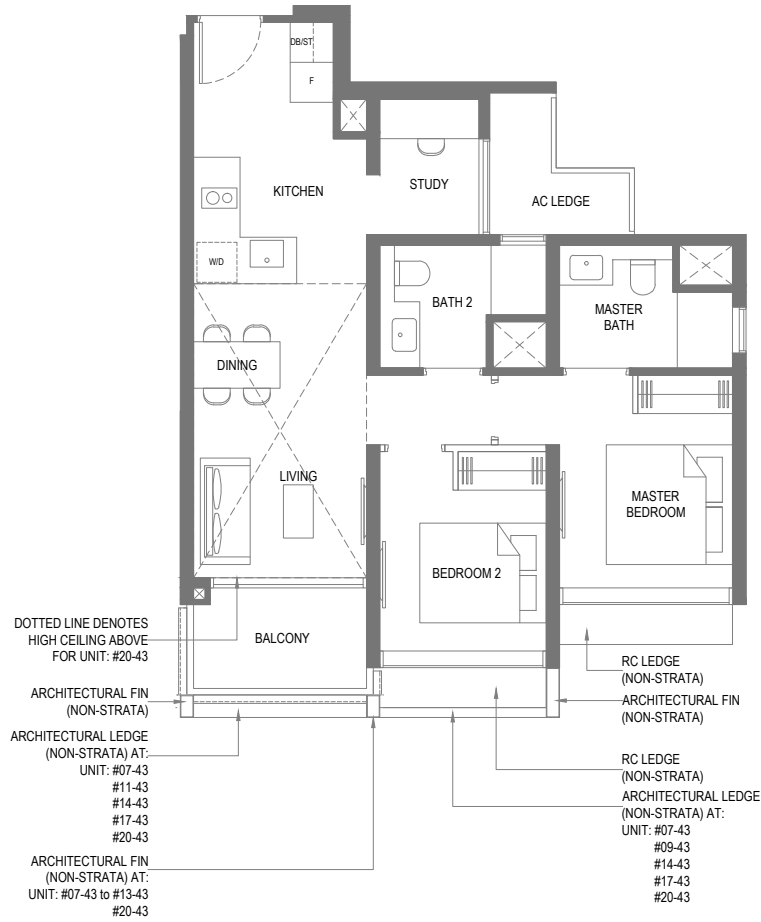 DB/ST
F
KITCHEN
STUDY
AC LEDGE
W/D
BATH 2
MASTER
BATH
DINING
LIVING
MASTER
BEDROOM
BEDROOM 2
BALCONY
DOTTED LINE DENOTES
HIGH CEILING ABOVE
FOR UNIT: #20-43
ARCHITECTURAL FIN
(NON-STRATA)
ARCHITECTURAL LEDGE
(NON-STRATA) AT:
UNIT: #07-43
#11-43
#14-43
#17-43
#20-43
ARCHITECTURAL FIN
(NON-STRATA) AT:
UNIT: #07-43 to #13-43
#20-43
RC LEDGE
(NON-STRATA)
ARCHITECTURAL FIN
(NON-STRATA)
RC LEDGE
(NON-STRATA)
ARCHITECTURAL LEDGE
(NON-STRATA) AT:
UNIT: #07-43
#09-43
#14-43
#17-43
#20-43